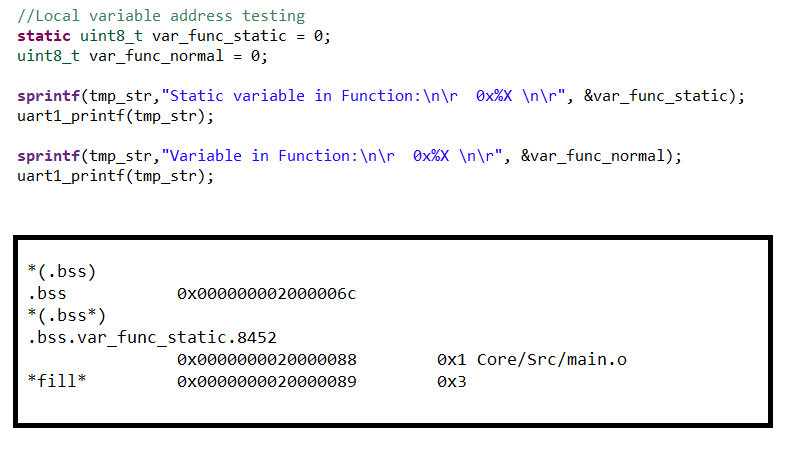 //Local variable address testing
static uint8_t var_func_static = 0;
uint8_t var_func_normal = 0;
sprintf(tmp_str,"Static variable in Function:\n\r  0x%X \n\r", &var_func_static);
uart1_printf(tmp_str);
sprintf(tmp_str,"Variable in Function:\n\r  0x%X \n\r", &var_func_normal);
uart1_printf(tmp_str);
*(.bss)
.bss 0x000000002000006c
*(.bss*)
.bss.var_func_static.8452
0x0000000020000088 0x1 Core/Src/main.o
*fill* 0x0000000020000089 0x3